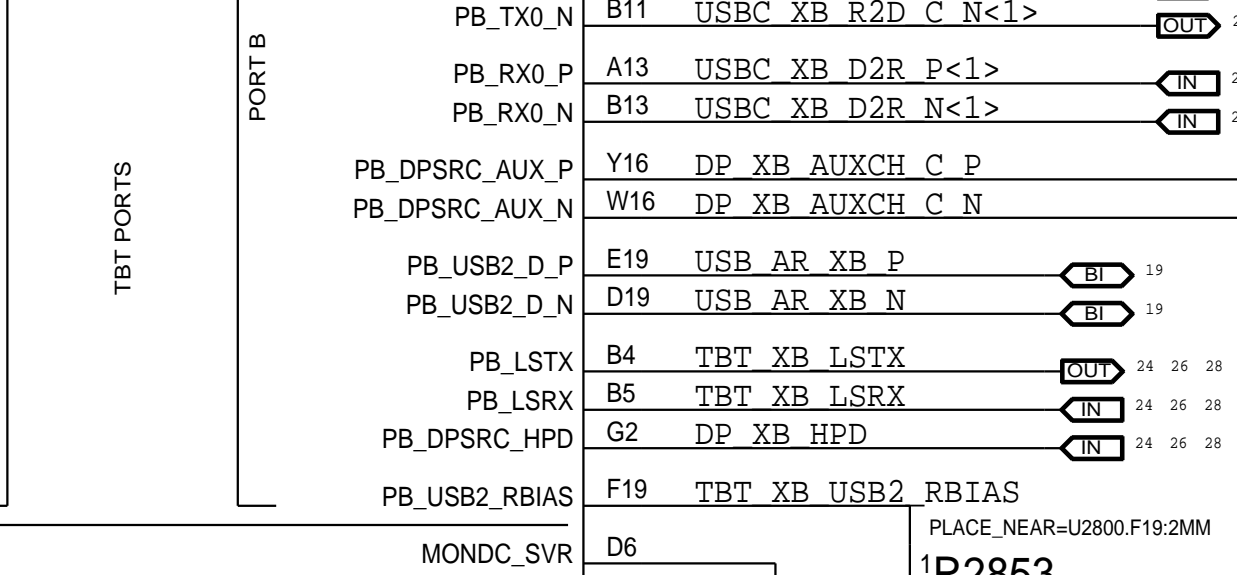 PB_TX0_N B11 USBC_XB_R2D_C_N<1> OUT
PORT B
PB_RX0_P A13 USBC_XB_D2R_P<1> IN
PB_RX0_N B13 USBC_XB_D2R_N<1> IN
TBT PORTS
PB_DPSRC_AUX_P Y16 DP_XB_AUXCH_C_P
PB_DPSRC_AUX_N W16 DP_XB_AUXCH_C_N
PB_USB2_D_P E19 USB_AR_XB_P BI 19
PB_USB2_D_N D19 USB_AR_XB_N BI 19
PB_LSTX B4 TBT_XB_LSTX OUT 24 26 28
PB_LSRX B5 TBT_XB_LSRX IN 24 26 28
PB_DPSRC_HPD G2 DP_XB_HPD IN 24 26 28
PB_USB2_RBIAS F19 TBT_XB_USB2_RBIAS
PLACE_NEAR=U2800.F19:2MM
MONDC_SVR D6
1R2853